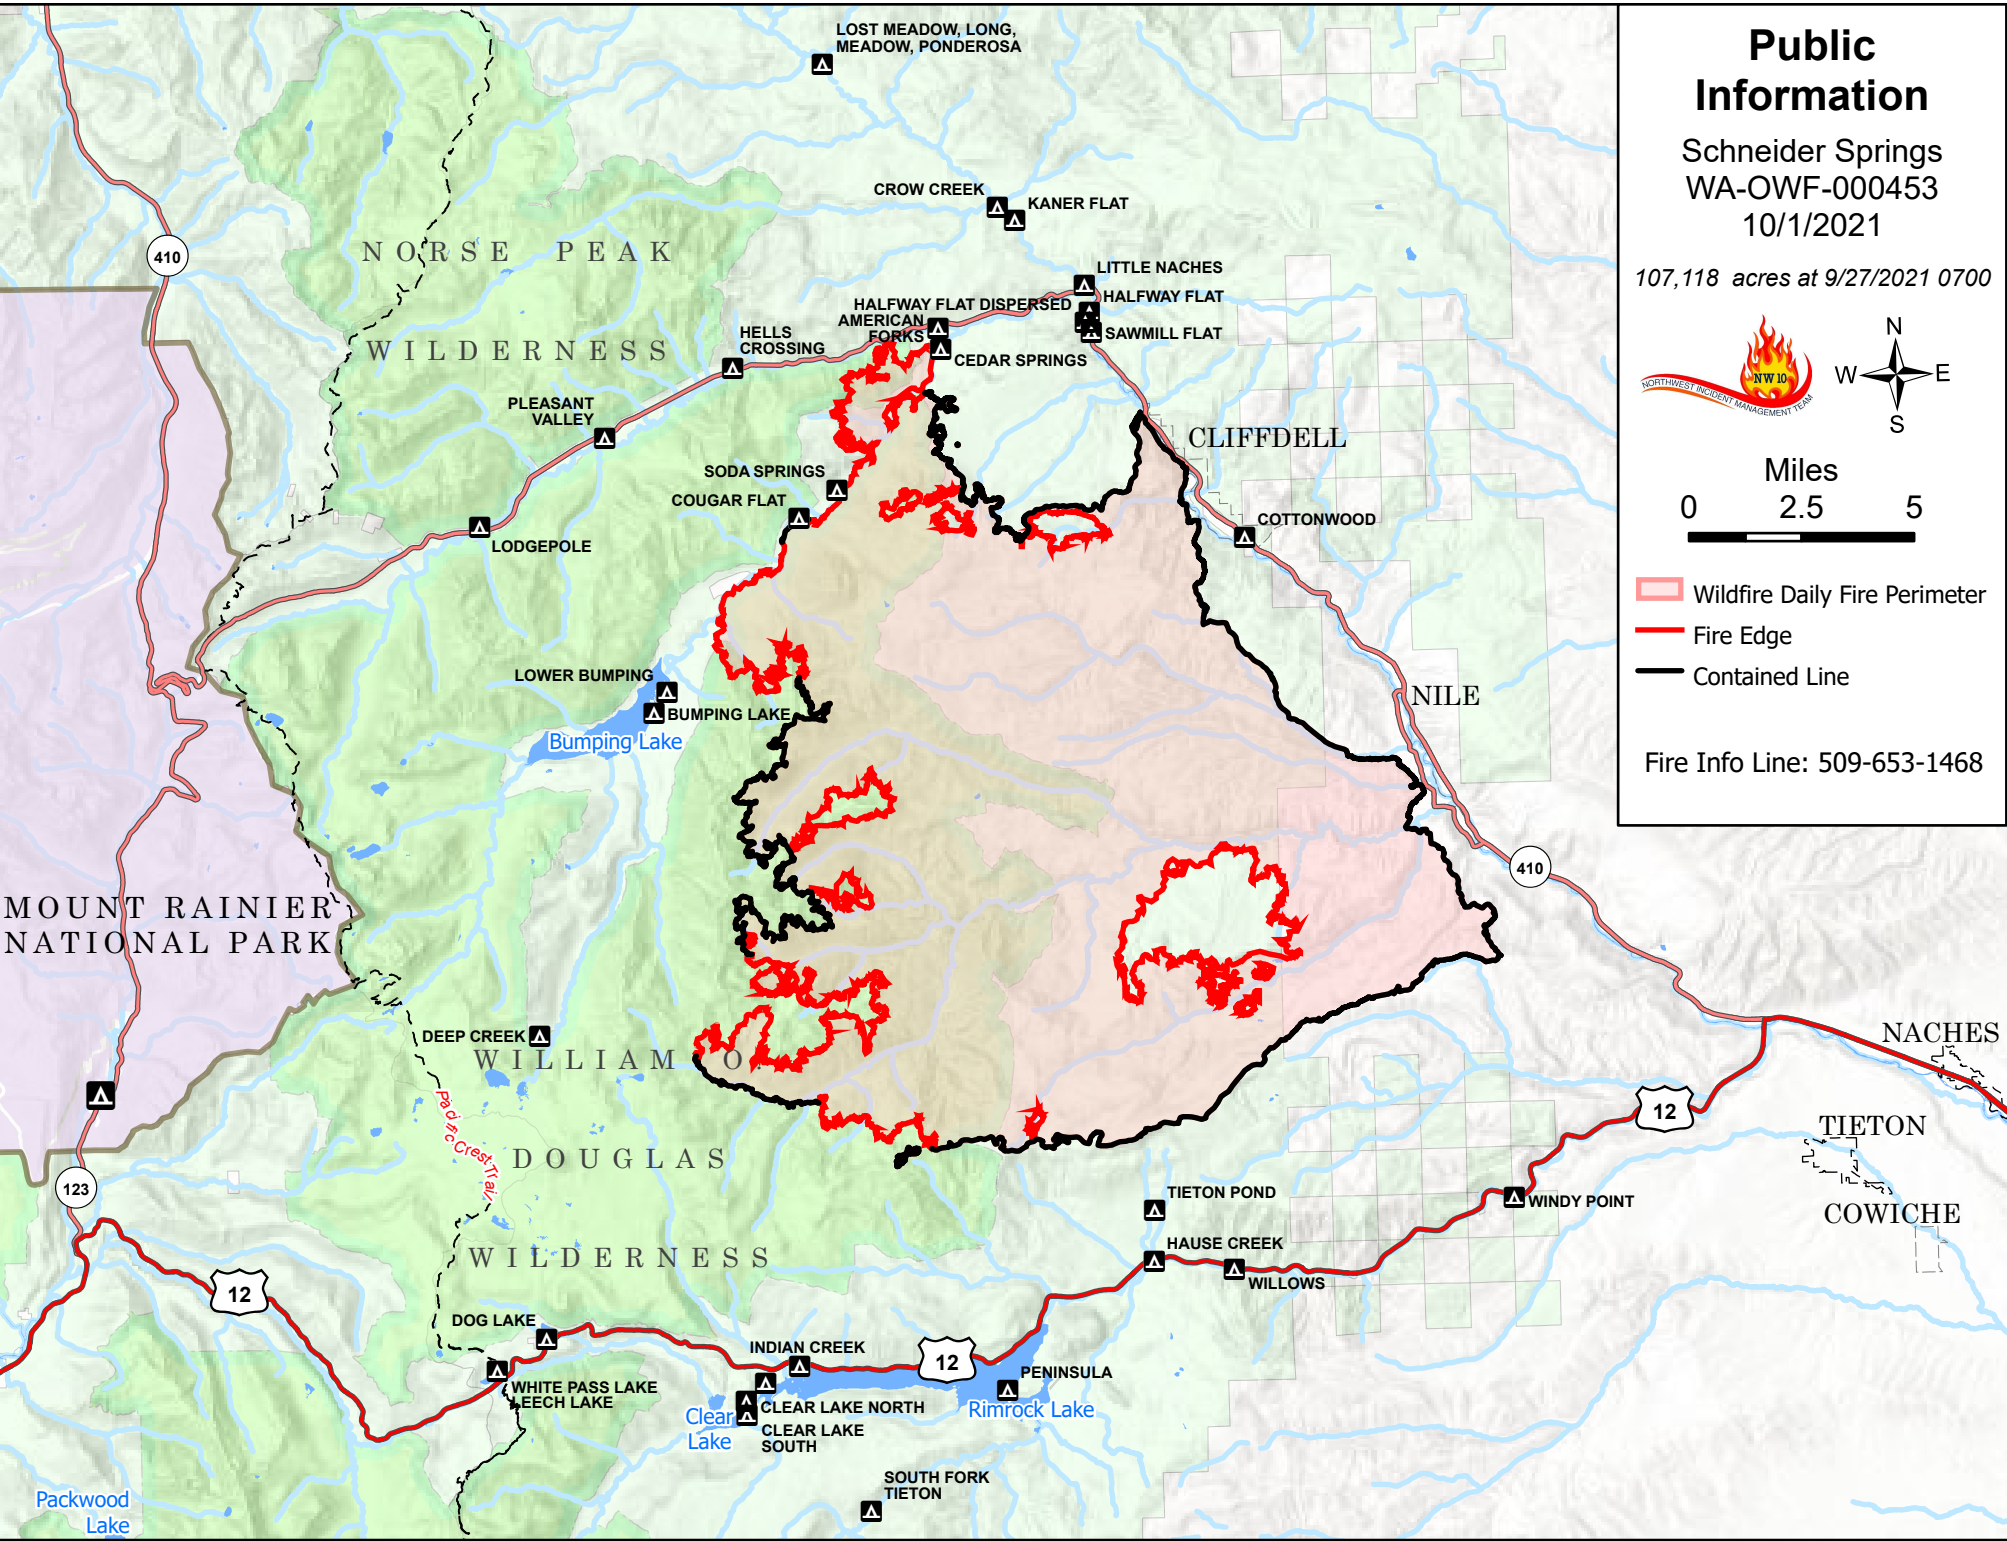 Public
Information
Schneider Springs
WA-OWF-000453
10/1/2021
107,118 acres at 9/27/2021 0700
NW 10
NORTHWEST INCIDENT MANAGEMENT TEAM
N
W
E
S
Miles
0 2.5 5
Wildfire Daily Fire Perimeter
Fire Edge
Contained Line
Fire Info Line: 509-653-1468
LOST MEADOW, LONG,
MEADOW, PONDEROSA
CROW CREEK
KANER FLAT
410
NORSE PEAK
WILDERNESS
LITTLE NACHES
HALFWAY FLAT DISPERSED
HALFWAY FLAT
AMERICAN
FORKS
SAWMILL FLAT
CEDAR SPRINGS
HELLS
CROSSING
PLEASANT
VALLEY
CLIFFDELL
SODA SPRINGS
COUGAR FLAT
COTTONWOOD
LODGEPOLE
LOWER BUMPING
BUMPING LAKE
Bumping Lake
NILE
410
MOUNT RAINIER
NATIONAL PARK
DEEP CREEK
WILLIAM O.
DOUGLAS
WILDERNESS
Pacific Crest Trail
NACHES
12
TIETON
COWICHE
123
TIETON POND
WINDY POINT
HAUSE CREEK
WILLOWS
12
DOG LAKE
INDIAN CREEK
12
PENINSULA
WHITE PASS LAKE
LEECH LAKE
CLEAR LAKE NORTH
CLEAR LAKE
SOUTH
Clear
Lake
Rimrock Lake
SOUTH FORK
TIETON
Packwood
Lake